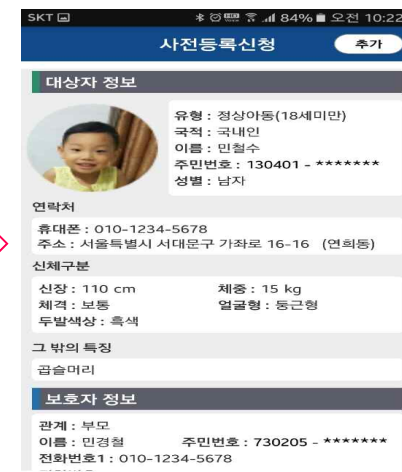 SKT 84% 오전 10:22
사전등록신청 추가
대상자 정보
유형 : 정상아동(18세미만)
국적 : 국내인
이름 : 민철수
주민번호 : 130401 - *******
성별 : 남자
연락처
휴대폰 : 010-1234-5678
주소 : 서울특별시 서대문구 가좌로 16-16 (연희동)
신체구분
신장 : 110 cm 체중 : 15 kg
체격 : 보통 얼굴형 : 둥근형
두발색상 : 흑색
그 밖의 특징
곱슬머리
보호자 정보
관계 : 부모
이름 : 민경철 주민번호 : 730205 - *******
전화번호1 : 010-1234-5678